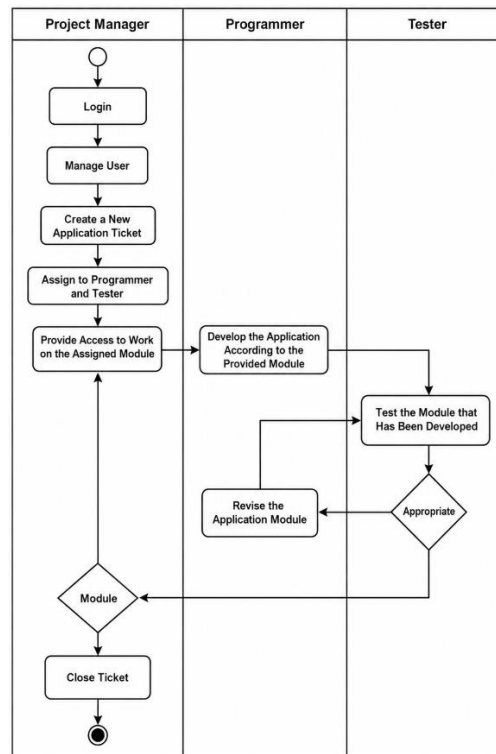 Project Manager
Programmer
Tester
Login
Manage User
Create a New
Application Ticket
Assign to Programmer
and Tester
Provide Access to Work
on the Assigned Module
Develop the Application
According to the
Provided Module
Test the Module that
Has Been Developed
Revise the
Application Module
Appropriate
Module
Close Ticket